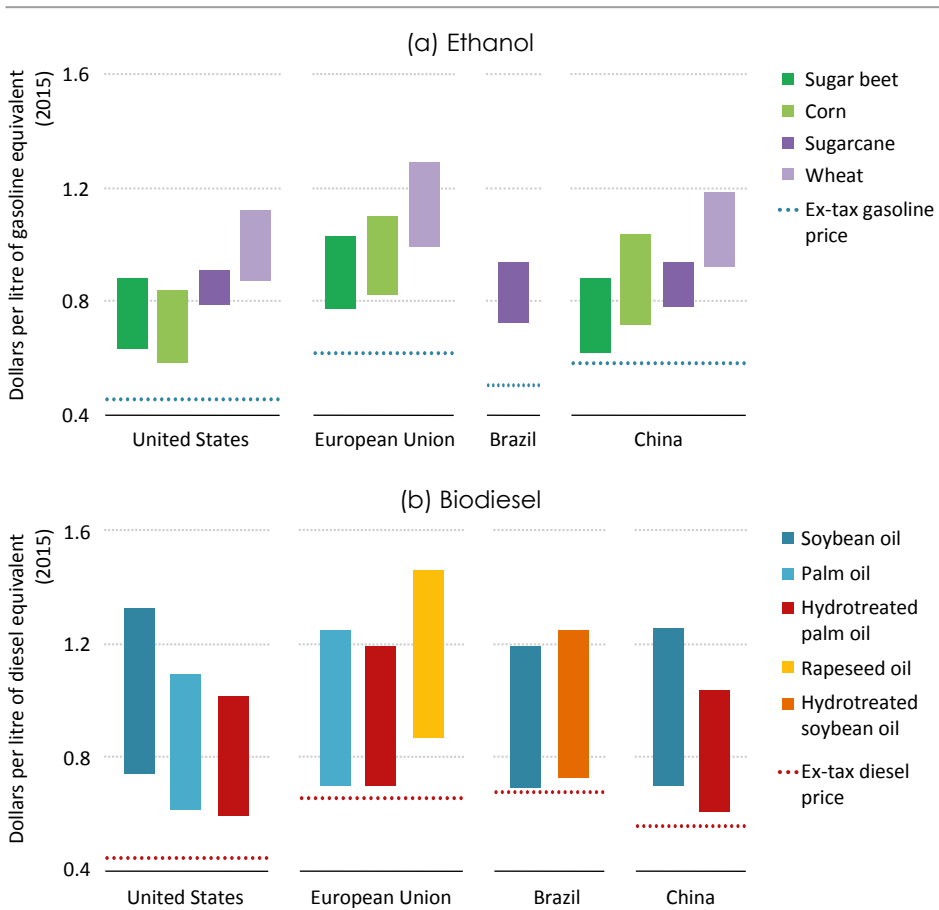 (a) Ethanol
Dollars per litre of gasoline equivalent
(2015)
1.6
1.2
0.8
0.4
United States
European Union
Brazil
China
Sugar beet
Corn
Sugarcane
Wheat
Ex-tax gasoline
price
(b) Biodiesel
Dollars per litre of diesel equivalent
(2015)
1.6
1.2
0.8
0.4
United States
European Union
Brazil
China
Soybean oil
Palm oil
Hydrotreated
palm oil
Rapeseed oil
Hydrotreated
soybean oil
Ex-tax diesel
price